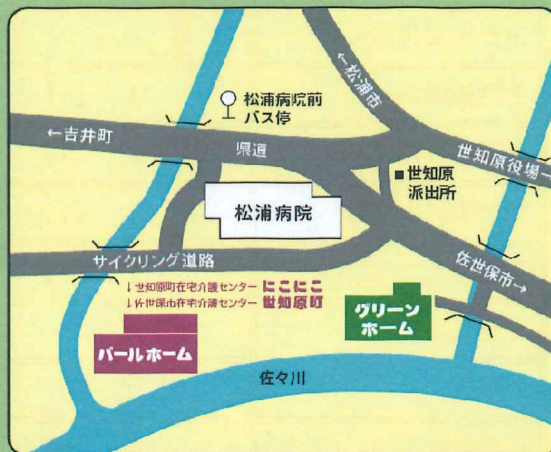 ←松浦市
松浦病院前
バス停
←吉井町
県道
世知原役場→
■世知原
派出所
松浦病院
サイクリング道路
佐世保市→
↓世知原町在宅介護センター にこにこ
↓佐世保市在宅介護センター 世知原町
グリーン
ホーム
パールホーム
佐々川